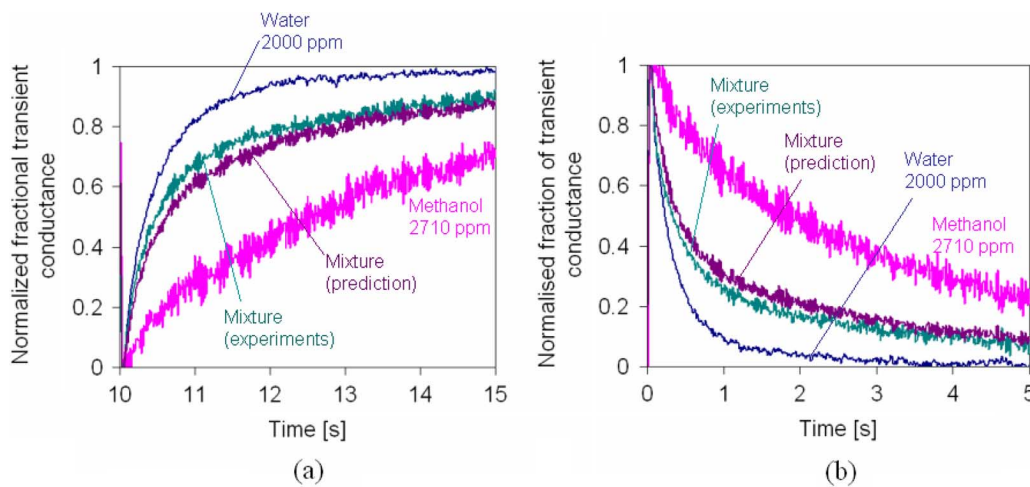 Water
2000 ppm
Normalized fractional transient
conductance
1
0.8
0.6
0.4
0.2
0
Methanol
2710 ppm
Mixture
(prediction)
Mixture
(experiments)
10
11
12
13
14
15
Time [s]
(a)
Normalised fraction of transient
conductance
1
0.8
0.6
0.4
0.2
0
Mixture
(experiments)
Mixture
(prediction)
Water
2000 ppm
Methanol
2710 ppm
0
1
2
3
4
5
Time [s]
(b)